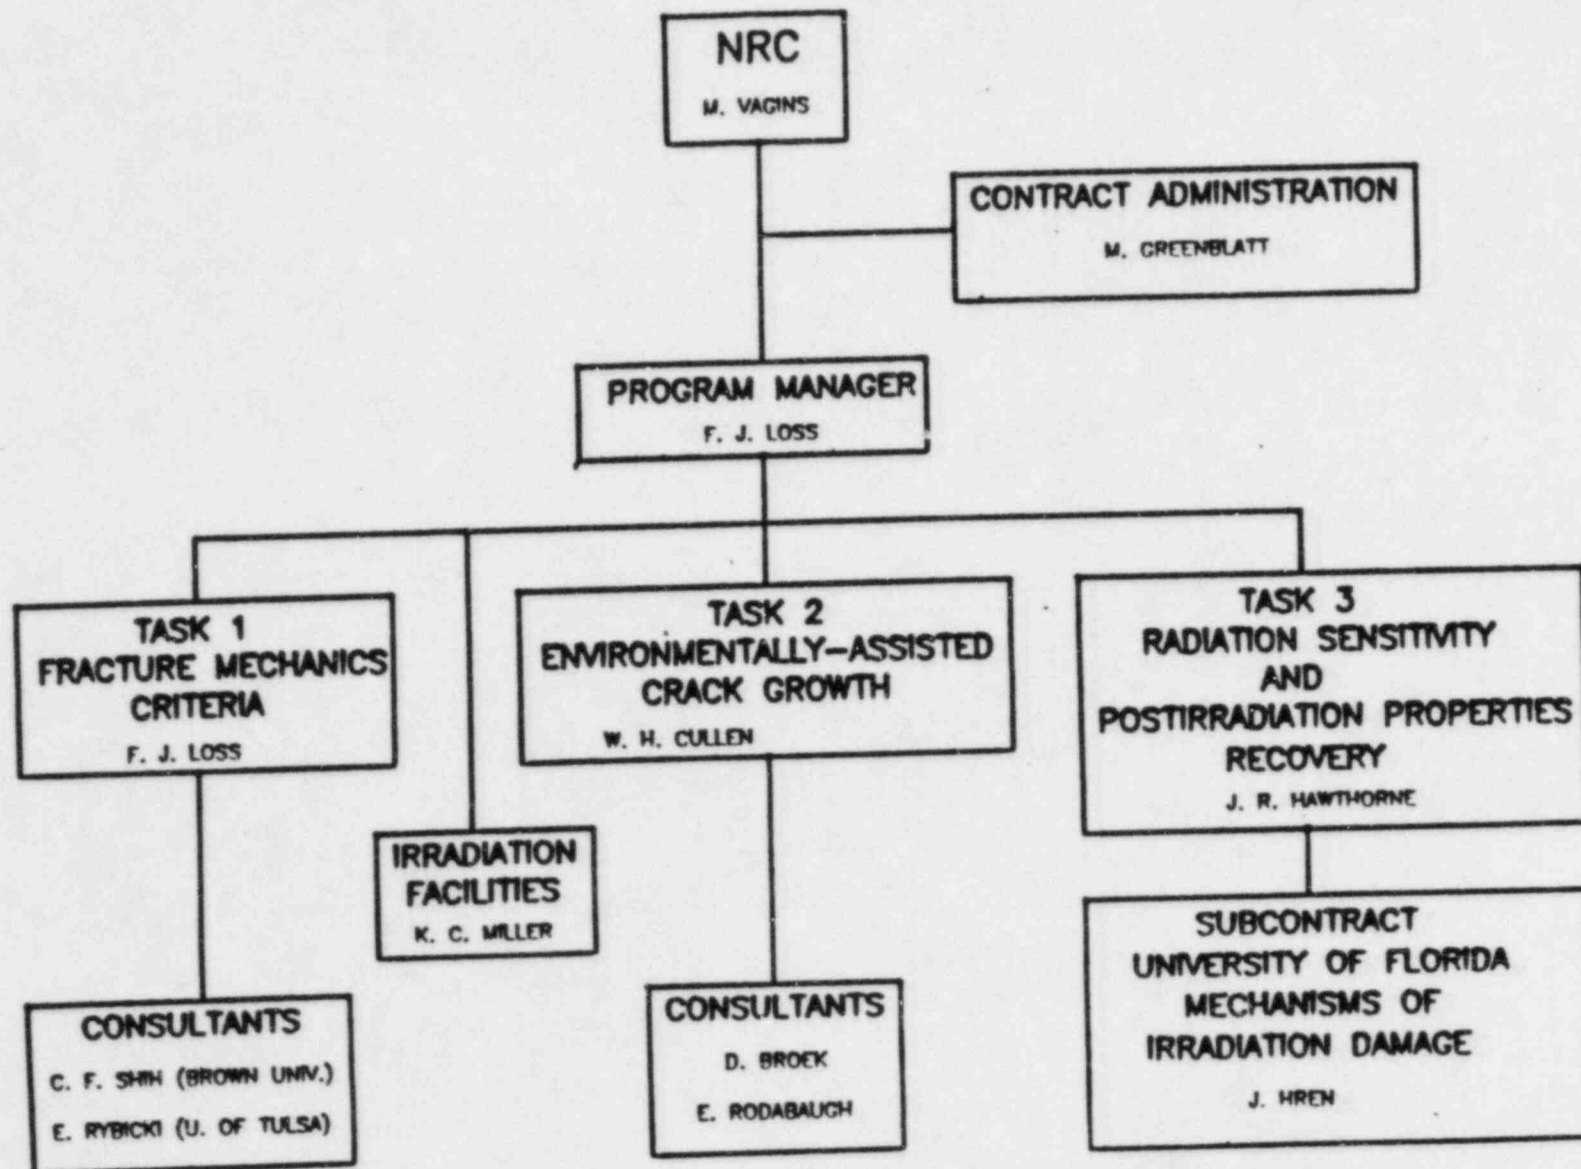 NRC
M. VAGINS
CONTRACT ADMINISTRATION
M. GREENBLATT
PROGRAM MANAGER
F. J. LOSS
TASK 1
FRACTURE MECHANICS
CRITERIA
F. J. LOSS
TASK 2
ENVIRONMENTALLY-ASSISTED
CRACK GROWTH
W. H. CULLEN
TASK 3
RADIATION SENSITIVITY
AND
POSTIRRADIATION PROPERTIES
RECOVERY
J. R. HAWTHORNE
IRRADIATION
FACILITIES
K. C. MILLER
CONSULTANTS
C. F. SHIH (BROWN UNIV.)
E. RYBICKI (U. OF TULSA)
CONSULTANTS
D. BROEK
E. RODABAUGH
SUBCONTRACT
UNIVERSITY OF FLORIDA
MECHANISMS OF
IRRADIATION DAMAGE
J. HREN